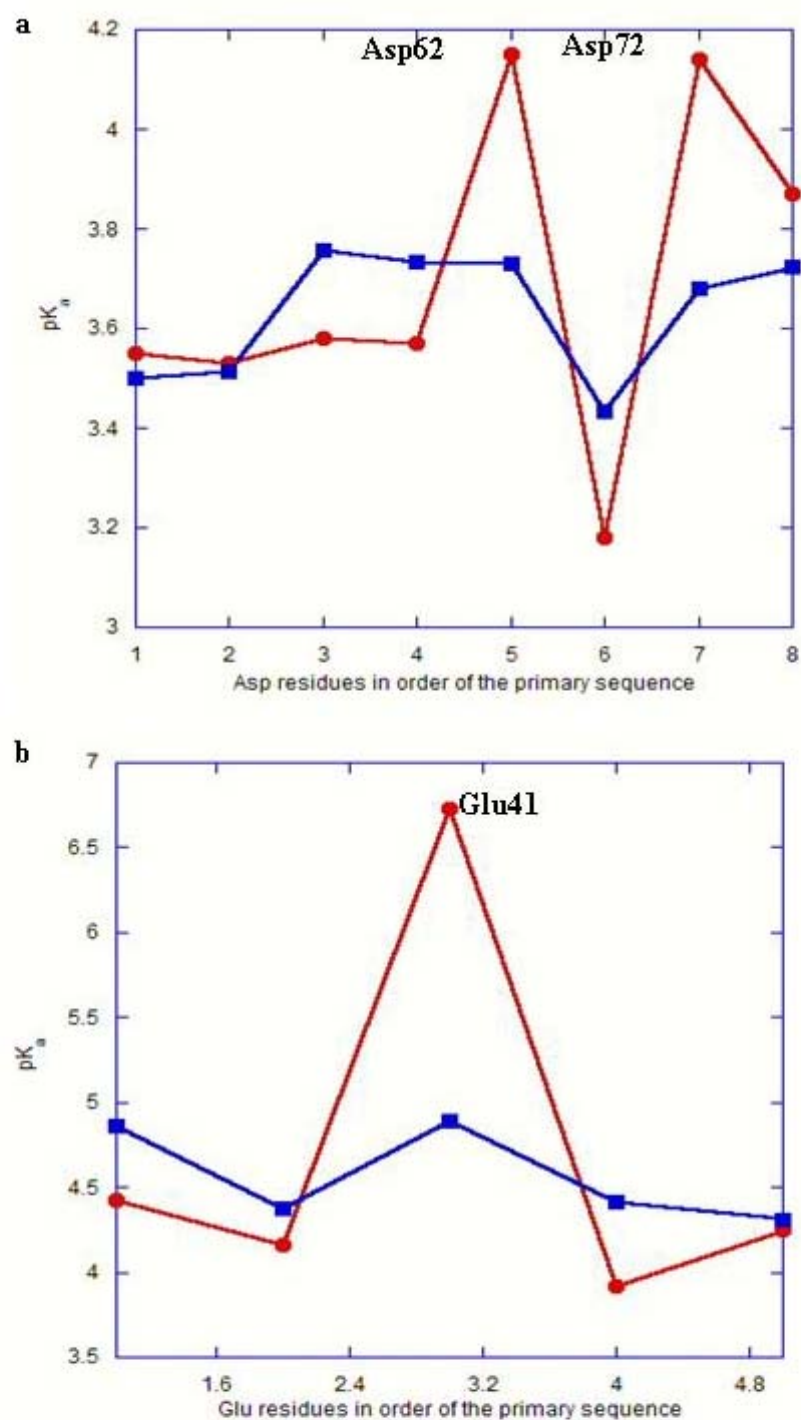 a
Asp62 Asp72
4.2
4
3.8
3.6
3.4
3.2
3
pKa
1 2 3 4 5 6 7 8
Asp residues in order of the primary sequence
b
Glu41
7
6.5
6
5.5
5
4.5
4
3.5
pKa
1.6 2.4 3.2 4 4.8
Glu residues in order of the primary sequence